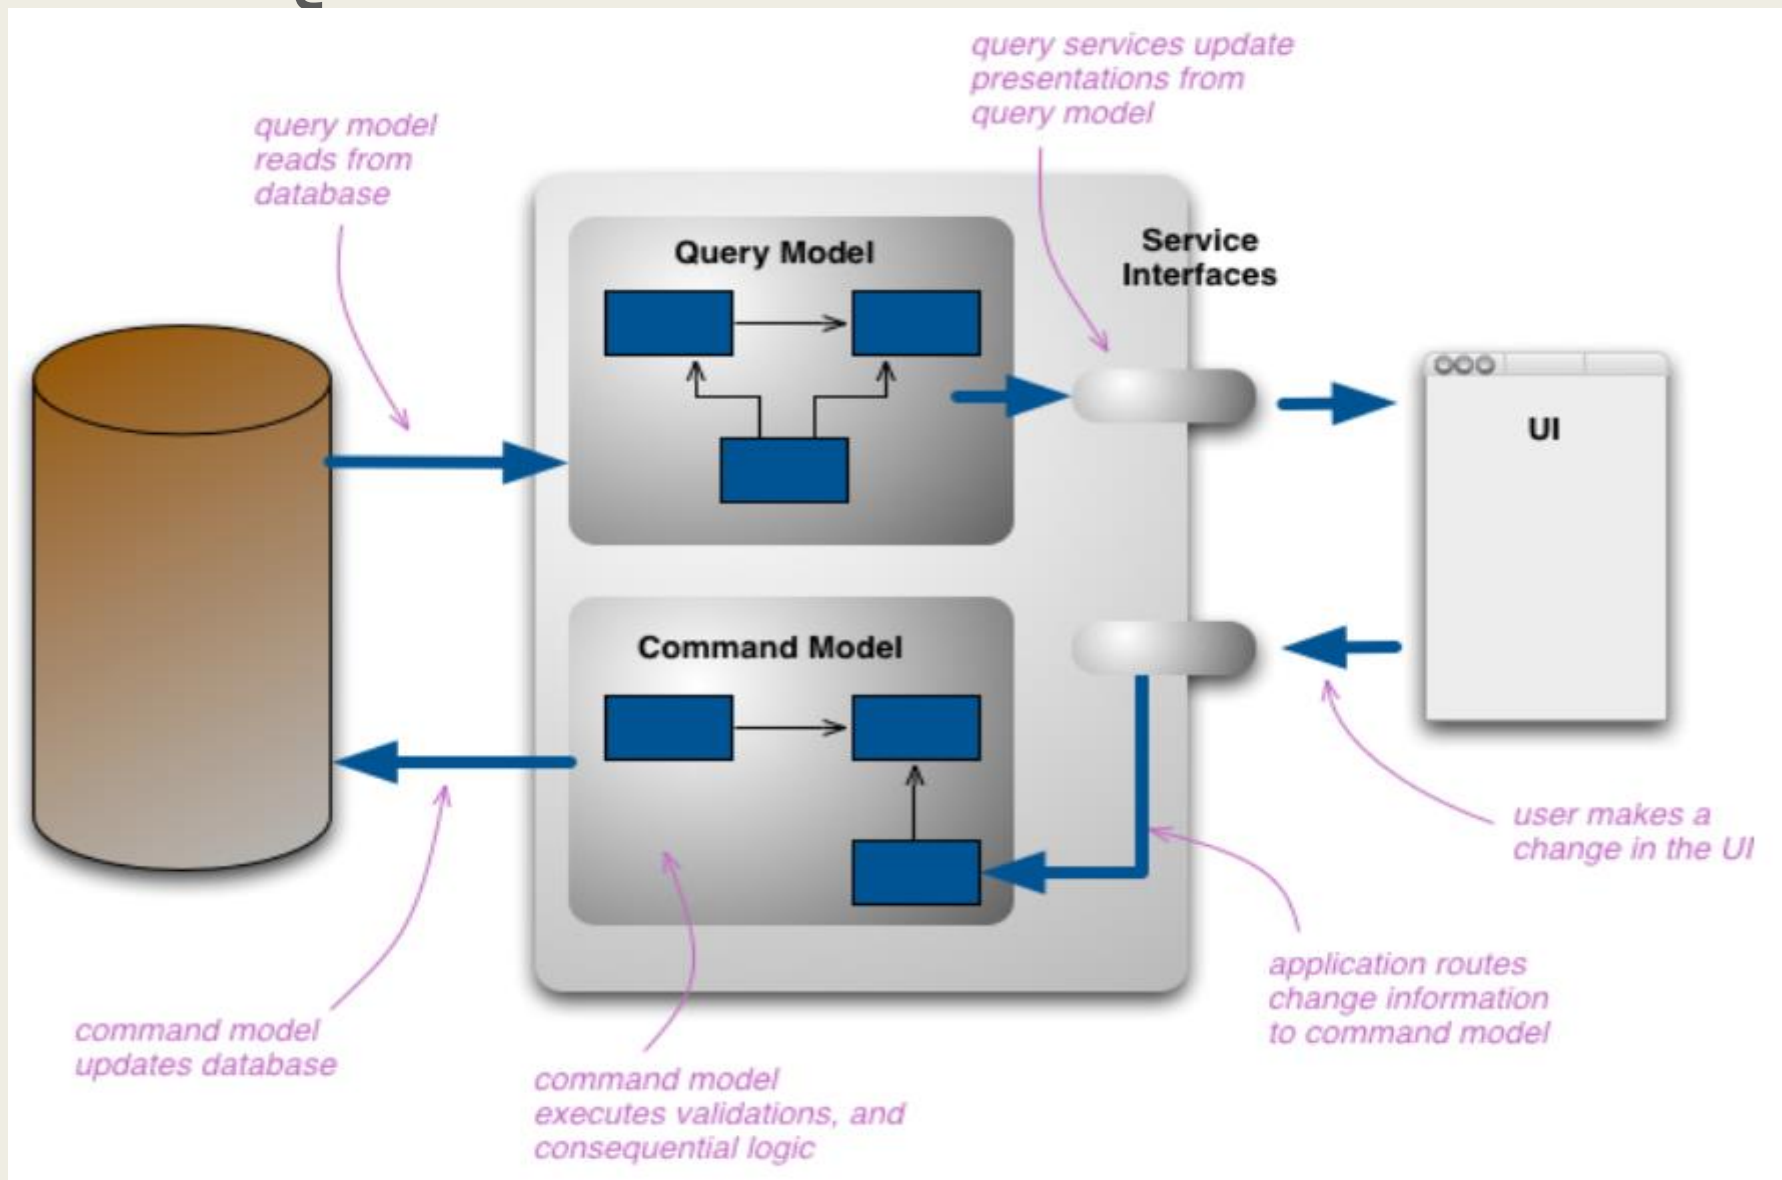 query services update
presentations from
query model
query model
reads from
database
Query Model
Service
Interfaces
UI
Command Model
user makes a
change in the UI
application routes
change information
to command model
command model
updates database
command model
executes validations, and
consequential logic